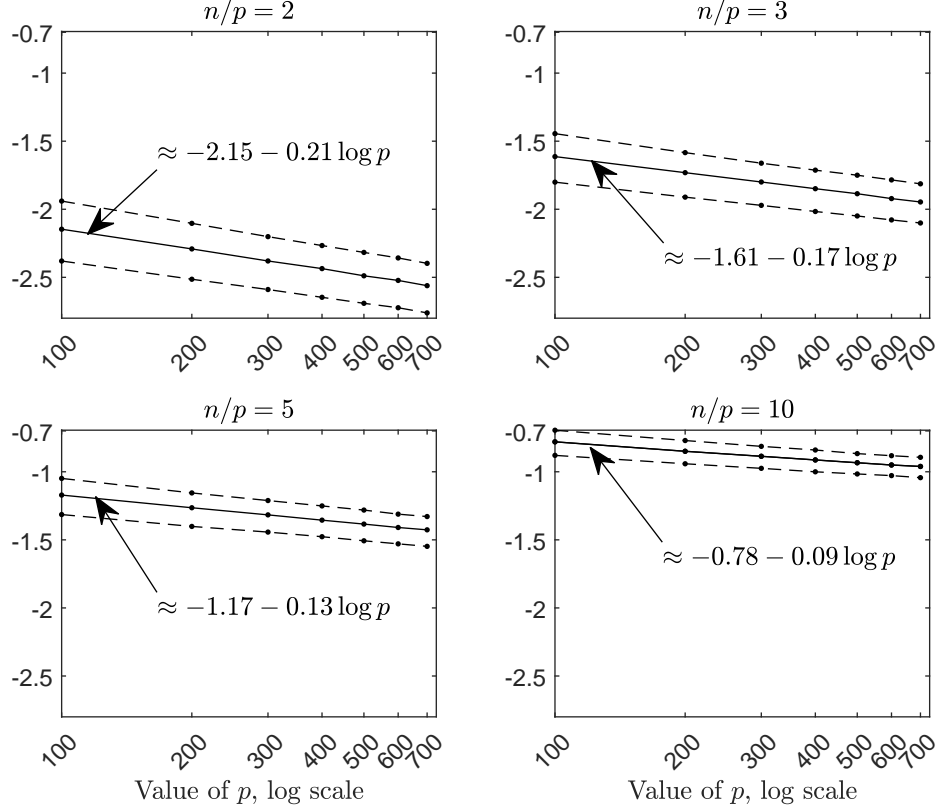 n/p = 2
-0.7
-1
-1.5
-2
-2.5
≈ −2.15 − 0.21 log p
100 200 300 400 500 600 700
n/p = 3
-0.7
-1
-1.5
-2
-2.5
≈ −1.61 − 0.17 log p
100 200 300 400 500 600 700
n/p = 5
-0.7
-1
-1.5
-2
-2.5
≈ −1.17 − 0.13 log p
100 200 300 400 500 600 700
Value of p, log scale
n/p = 10
-0.7
-1
-1.5
-2
-2.5
≈ −0.78 − 0.09 log p
100 200 300 400 500 600 700
Value of p, log scale